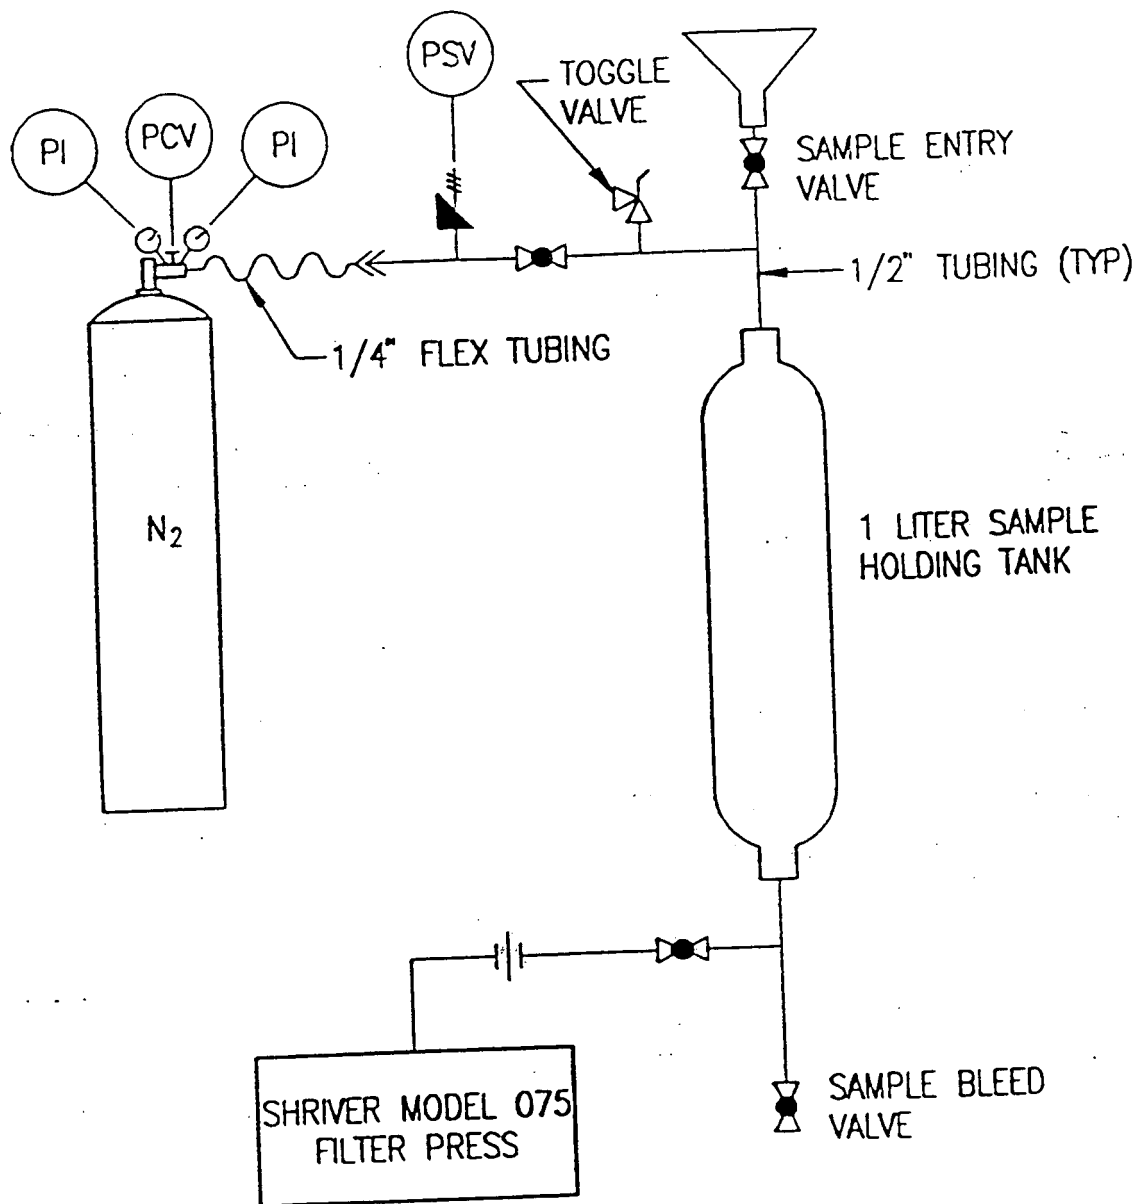 PSV
TOGGLE
VALVE
PI
PCV
PI
SAMPLE ENTRY
VALVE
1/2" TUBING (TYP)
1/4" FLEX TUBING
N2
1 LITER SAMPLE
HOLDING TANK
SHRIVER MODEL 075
FILTER PRESS
SAMPLE BLEED
VALVE